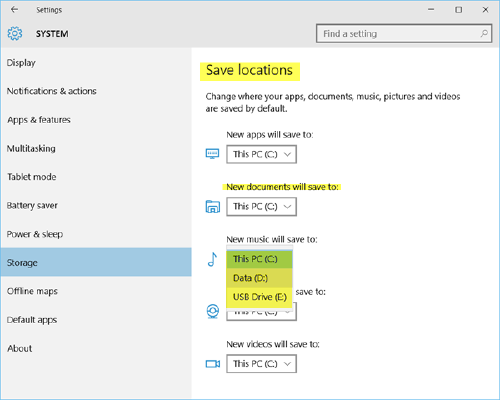 Settings
SYSTEM
Find a setting
Display
Notifications & actions
Apps & features
Multitasking
Tablet mode
Battery saver
Power & sleep
Storage
Offline maps
Default apps
About
Save locations
Change where your apps, documents, music, pictures and videos
are saved by default.
New apps will save to:
This PC (C:)
New documents will save to:
This PC (C:)
New music will save to:
This PC (C:)
Data (D:)
USB Drive (E:)
save to:
This PC (C:)
New videos will save to:
This PC (C:)